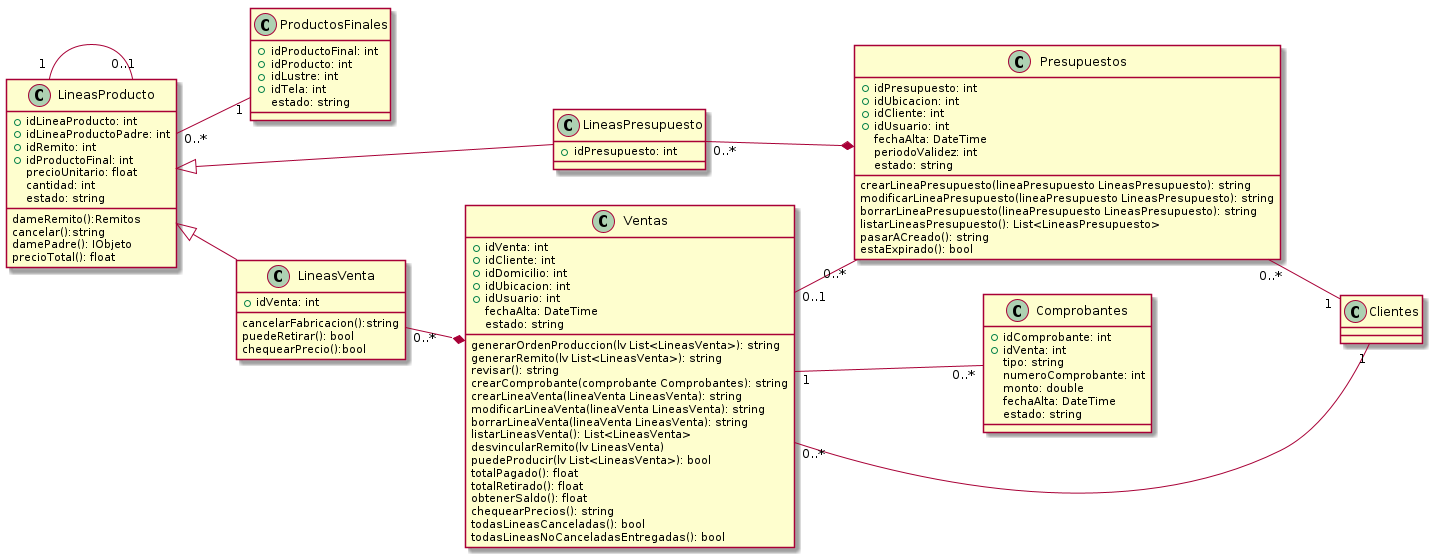 C ProductosFinales
idProductoFinal: int
idProducto: int
idLustre: int
idTela: int
estado: string
1
0..1
1
0..*
C LineasProducto
idLineaProducto: int
idLineaProductoPadre: int
idRemito: int
idProductoFinal: int
precioUnitario: float
cantidad: int
estado: string
dameRemito():Remitos
cancelar():string
damePadre(): IObjeto
precioTotal(): float
C LineasPresupuesto
idPresupuesto: int
0..*
C Presupuestos
idPresupuesto: int
idUbicacion: int
idCliente: int
idUsuario: int
fechaAlta: DateTime
periodoValidez: int
estado: string
crearLineaPresupuesto(lineaPresupuesto LineasPresupuesto): string
modificarLineaPresupuesto(lineaPresupuesto LineasPresupuesto): string
borrarLineaPresupuesto(lineaPresupuesto LineasPresupuesto): string
listarLineasPresupuesto(): List<LineasPresupuesto>
pasarACreado(): string
estaExpirado(): bool
C LineasVenta
idVenta: int
cancelarFabricacion():string
puedeRetirar(): bool
chequearPrecio():bool
0..*
C Ventas
idVenta: int
idCliente: int
idDomicilio: int
idUbicacion: int
idUsuario: int
fechaAlta: DateTime
estado: string
generarOrdenProduccion(lv List<LineasVenta>): string
generarRemito(lv List<LineasVenta>): string
revisar(): string
crearComprobante(comprobante Comprobantes): string
crearLineaVenta(lineaVenta LineasVenta): string
modificarLineaVenta(lineaVenta LineasVenta): string
borrarLineaVenta(lineaVenta LineasVenta): string
listarLineasVenta(): List<LineasVenta>
desvincularRemito(lv LineasVenta)
puedeProducir(lv List<LineasVenta>): bool
totalPagado(): float
totalRetirado(): float
obtenerSaldo(): float
chequearPrecios(): string
todasLineasCanceladas(): bool
todasLineasNoCanceladasEntregadas(): bool
0..*
0..1
0..*
1
C Comprobantes
idComprobante: int
idVenta: int
tipo: string
numeroComprobante: int
monto: double
fechaAlta: DateTime
estado: string
1
0..*
C Clientes
1
0..*